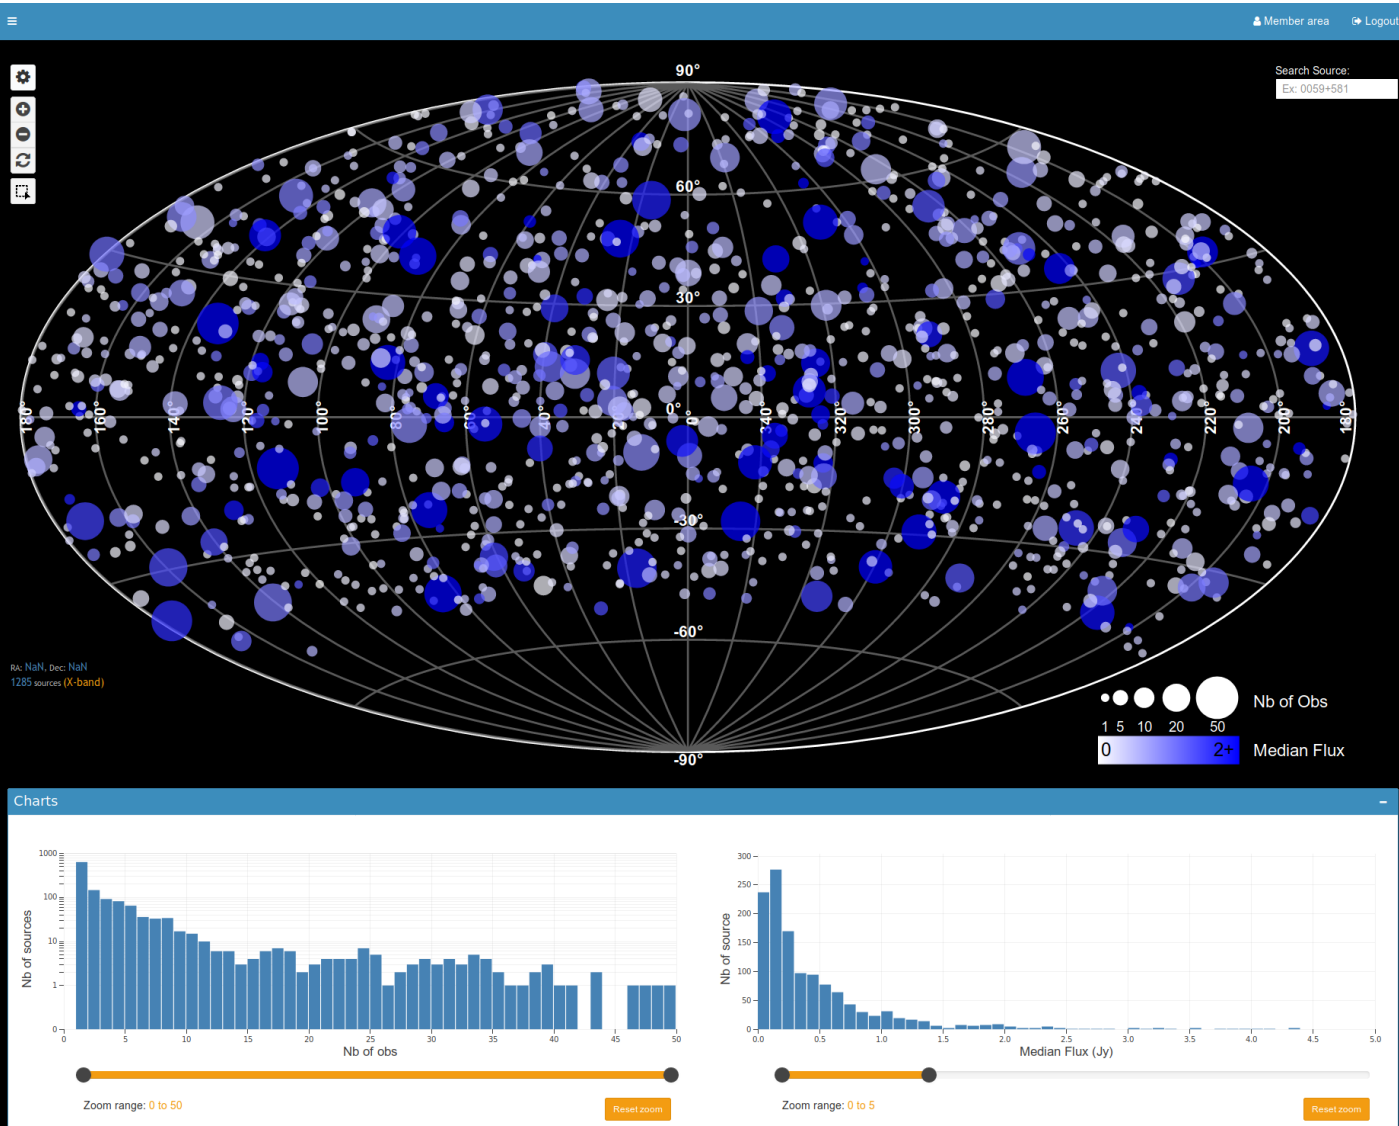 Member area Logout
Search Source:
Ex: 0059+581
90°
60°
30°
180° 160° 140° 120° 100° 80° 60° 40° 20° 0° 0° 340° 320° 300° 280° 260° 240° 220° 200° 180°
-30°
-60°
-90°
RA: NaN, Dec: NaN
1285 sources (X-band)
Nb of Obs
1 5 10 20 50
0 2+ Median Flux
Charts
Nb of sources
1000
100
10
1
0
0 5 10 15 20 25 30 35 40 45 50
Nb of obs
Zoom range: 0 to 50
Reset zoom
Nb of source
300
250
200
150
100
50
0
0.0 0.5 1.0 1.5 2.0 2.5 3.0 3.5 4.0 4.5 5.0
Median Flux (Jy)
Zoom range: 0 to 5
Reset zoom